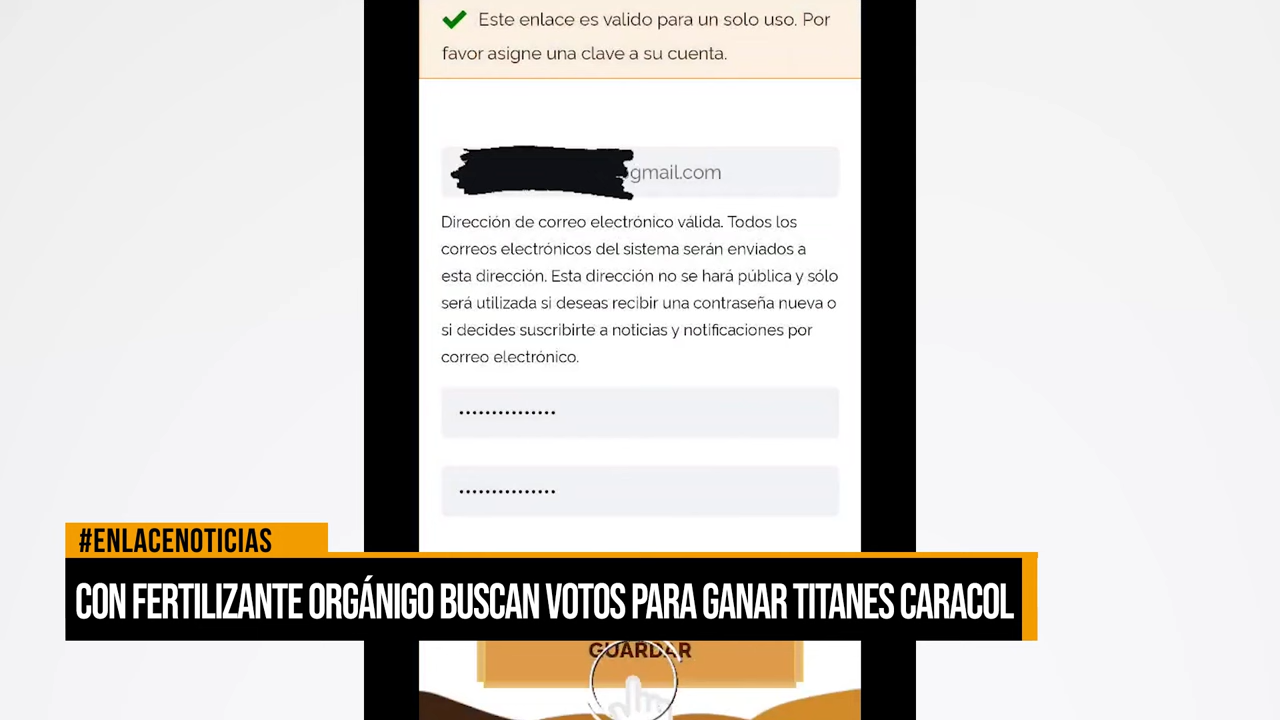 Este enlace es valido para un solo uso. Por
favor asigne una clave a su cuenta.
gmail.com
Dirección de correo electrónico válida. Todos los
correos electrónicos del sistema serán enviados a
esta dirección. Esta dirección no se hará pública y sólo
será utilizada si deseas recibir una contraseña nueva o
si decides suscribirte a noticias y notificaciones por
correo electrónico.
•••••••••••••••
•••••••••••••••
#ENLACENOTICIAS
CON FERTILIZANTE ORGÁNIGO BUSCAN VOTOS PARA GANAR TITANES CARACOL
GUARDAR